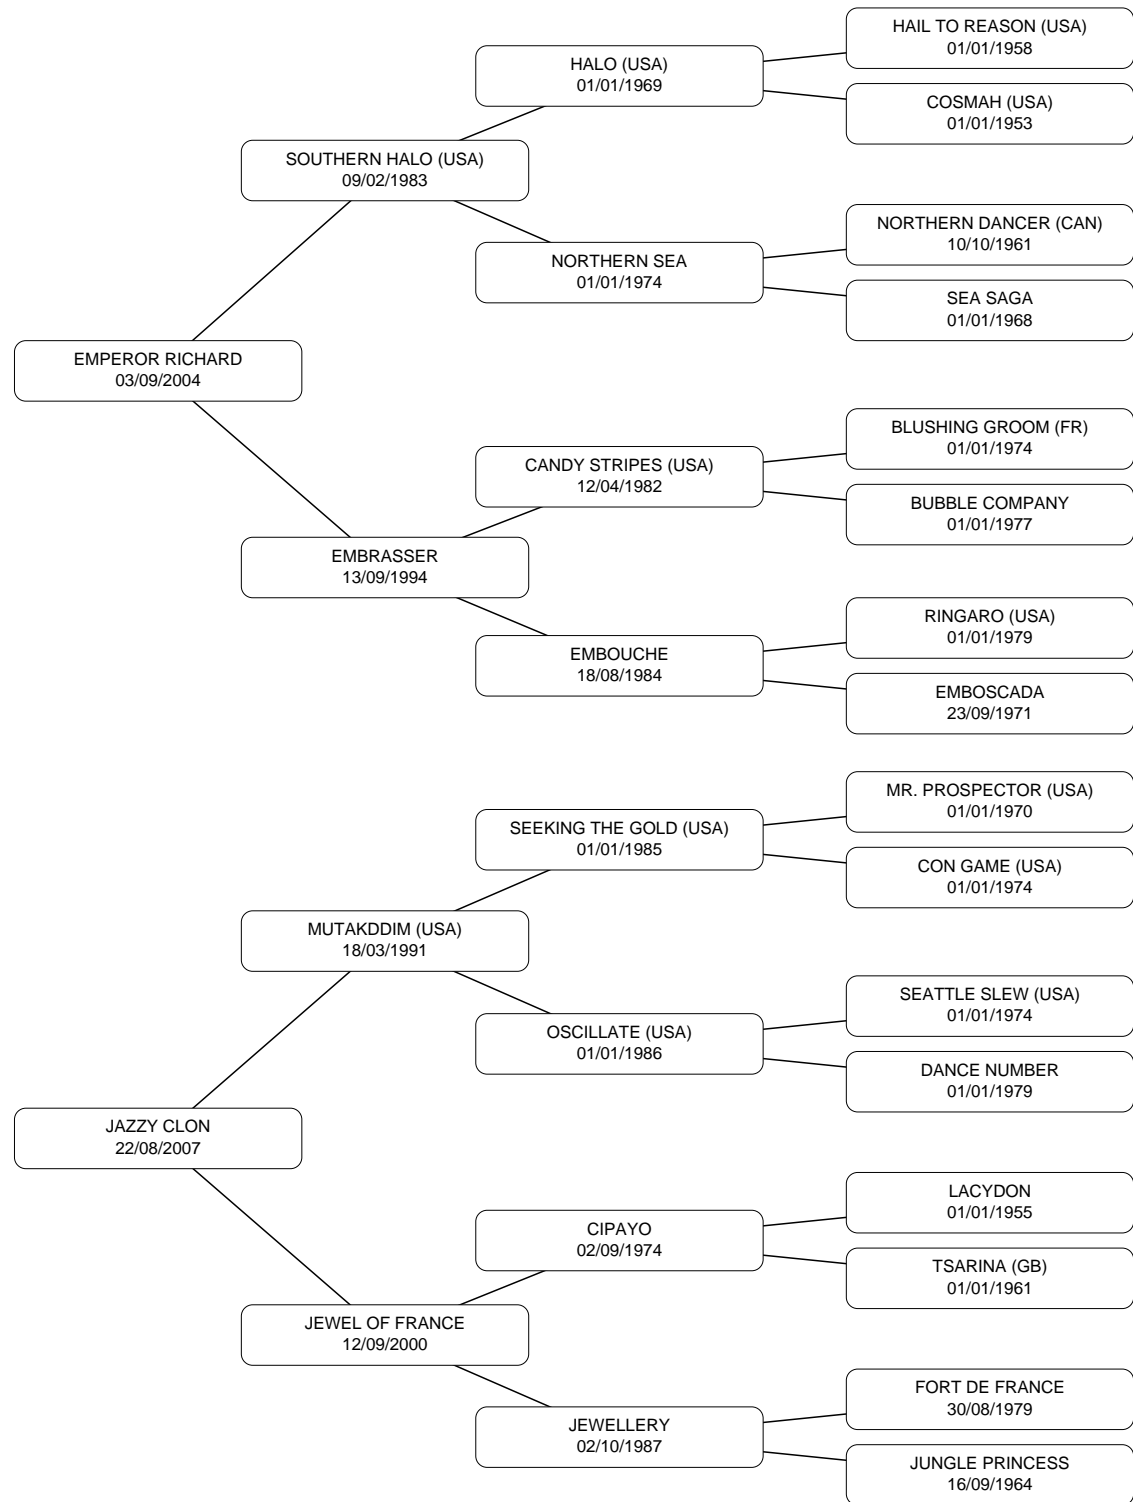 HAIL TO REASON (USA)
01/01/1958
HALO (USA)
01/01/1969
COSMAH (USA)
01/01/1953
SOUTHERN HALO (USA)
09/02/1983
NORTHERN DANCER (CAN)
10/10/1961
NORTHERN SEA
01/01/1974
SEA SAGA
01/01/1968
EMPEROR RICHARD
03/09/2004
BLUSHING GROOM (FR)
01/01/1974
CANDY STRIPES (USA)
12/04/1982
BUBBLE COMPANY
01/01/1977
EMBRASSER
13/09/1994
RINGARO (USA)
01/01/1979
EMBOUCHE
18/08/1984
EMBOSCADA
23/09/1971
MR. PROSPECTOR (USA)
01/01/1970
SEEKING THE GOLD (USA)
01/01/1985
CON GAME (USA)
01/01/1974
MUTAKDDIM (USA)
18/03/1991
SEATTLE SLEW (USA)
01/01/1974
OSCILLATE (USA)
01/01/1986
DANCE NUMBER
01/01/1979
JAZZY CLON
22/08/2007
LACYDON
01/01/1955
CIPAYO
02/09/1974
TSARINA (GB)
01/01/1961
JEWEL OF FRANCE
12/09/2000
FORT DE FRANCE
30/08/1979
JEWELLERY
02/10/1987
JUNGLE PRINCESS
16/09/1964